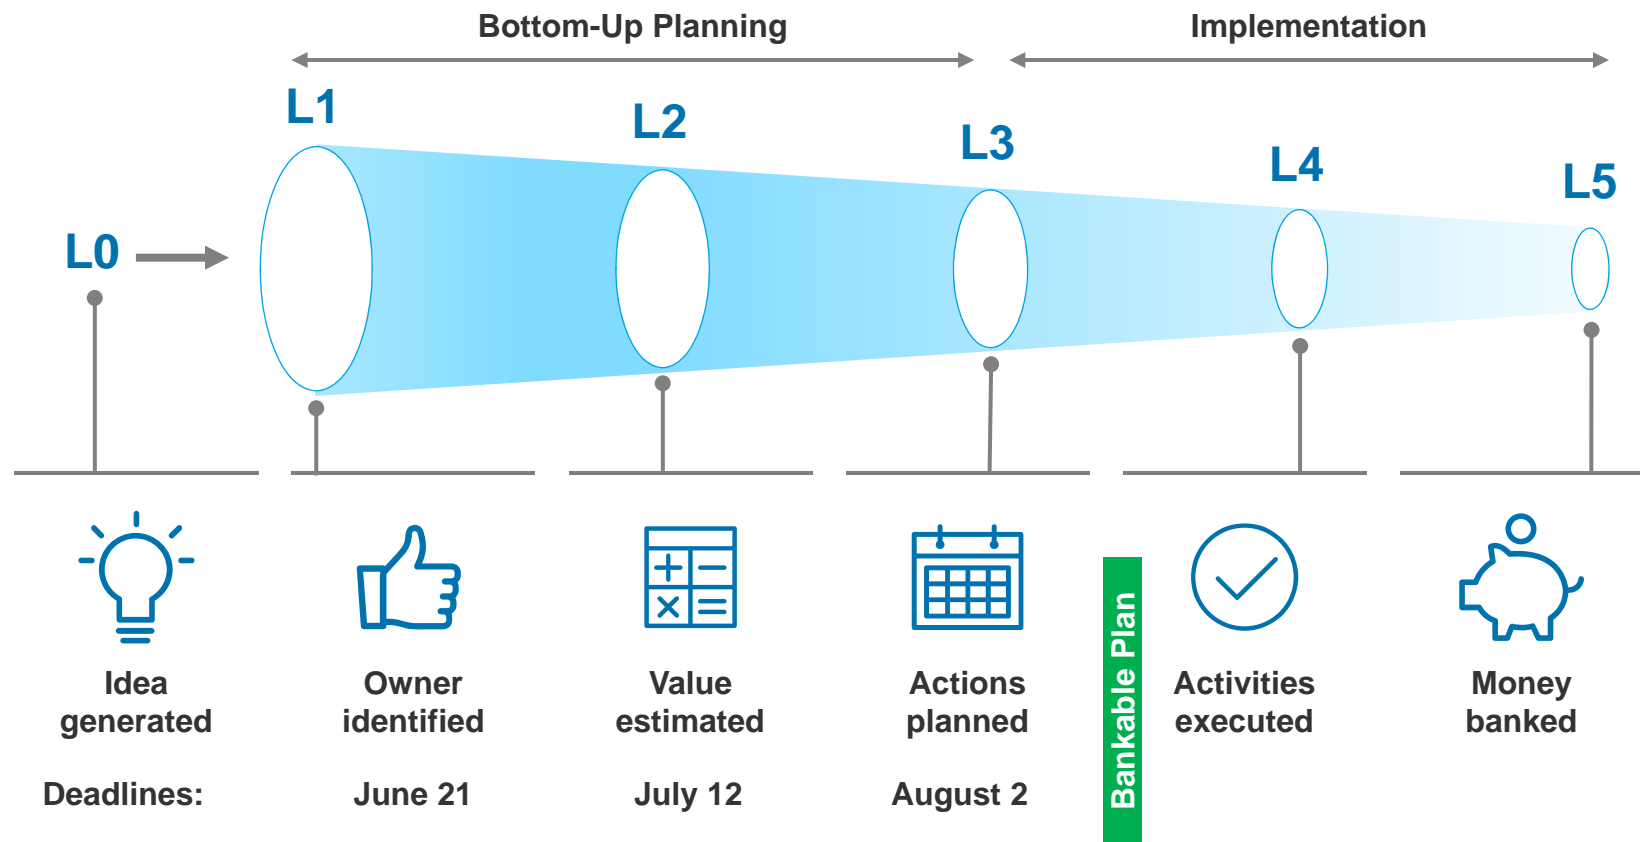 Bottom-Up Planning
Implementation
L0
L1
L2
L3
L4
L5
Idea
generated
Owner
identified
Value
estimated
Actions
planned
Bankable Plan
Activities
executed
Money
banked
Deadlines:
June 21
July 12
August 2